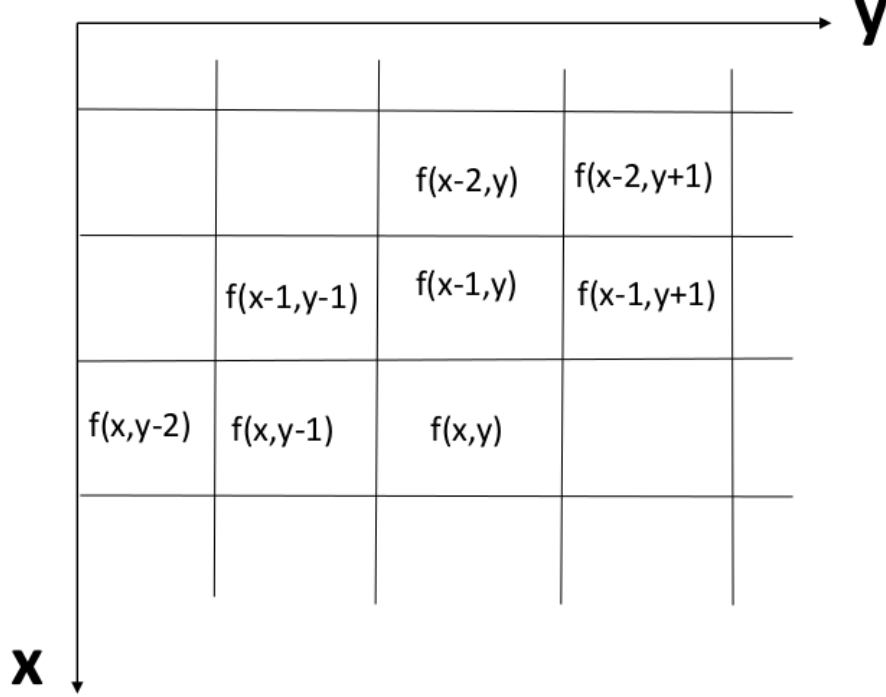 y
f(x-2,y) f(x-2,y+1)
f(x-1,y-1) f(x-1,y) f(x-1,y+1)
f(x,y-2) f(x,y-1) f(x,y)
x